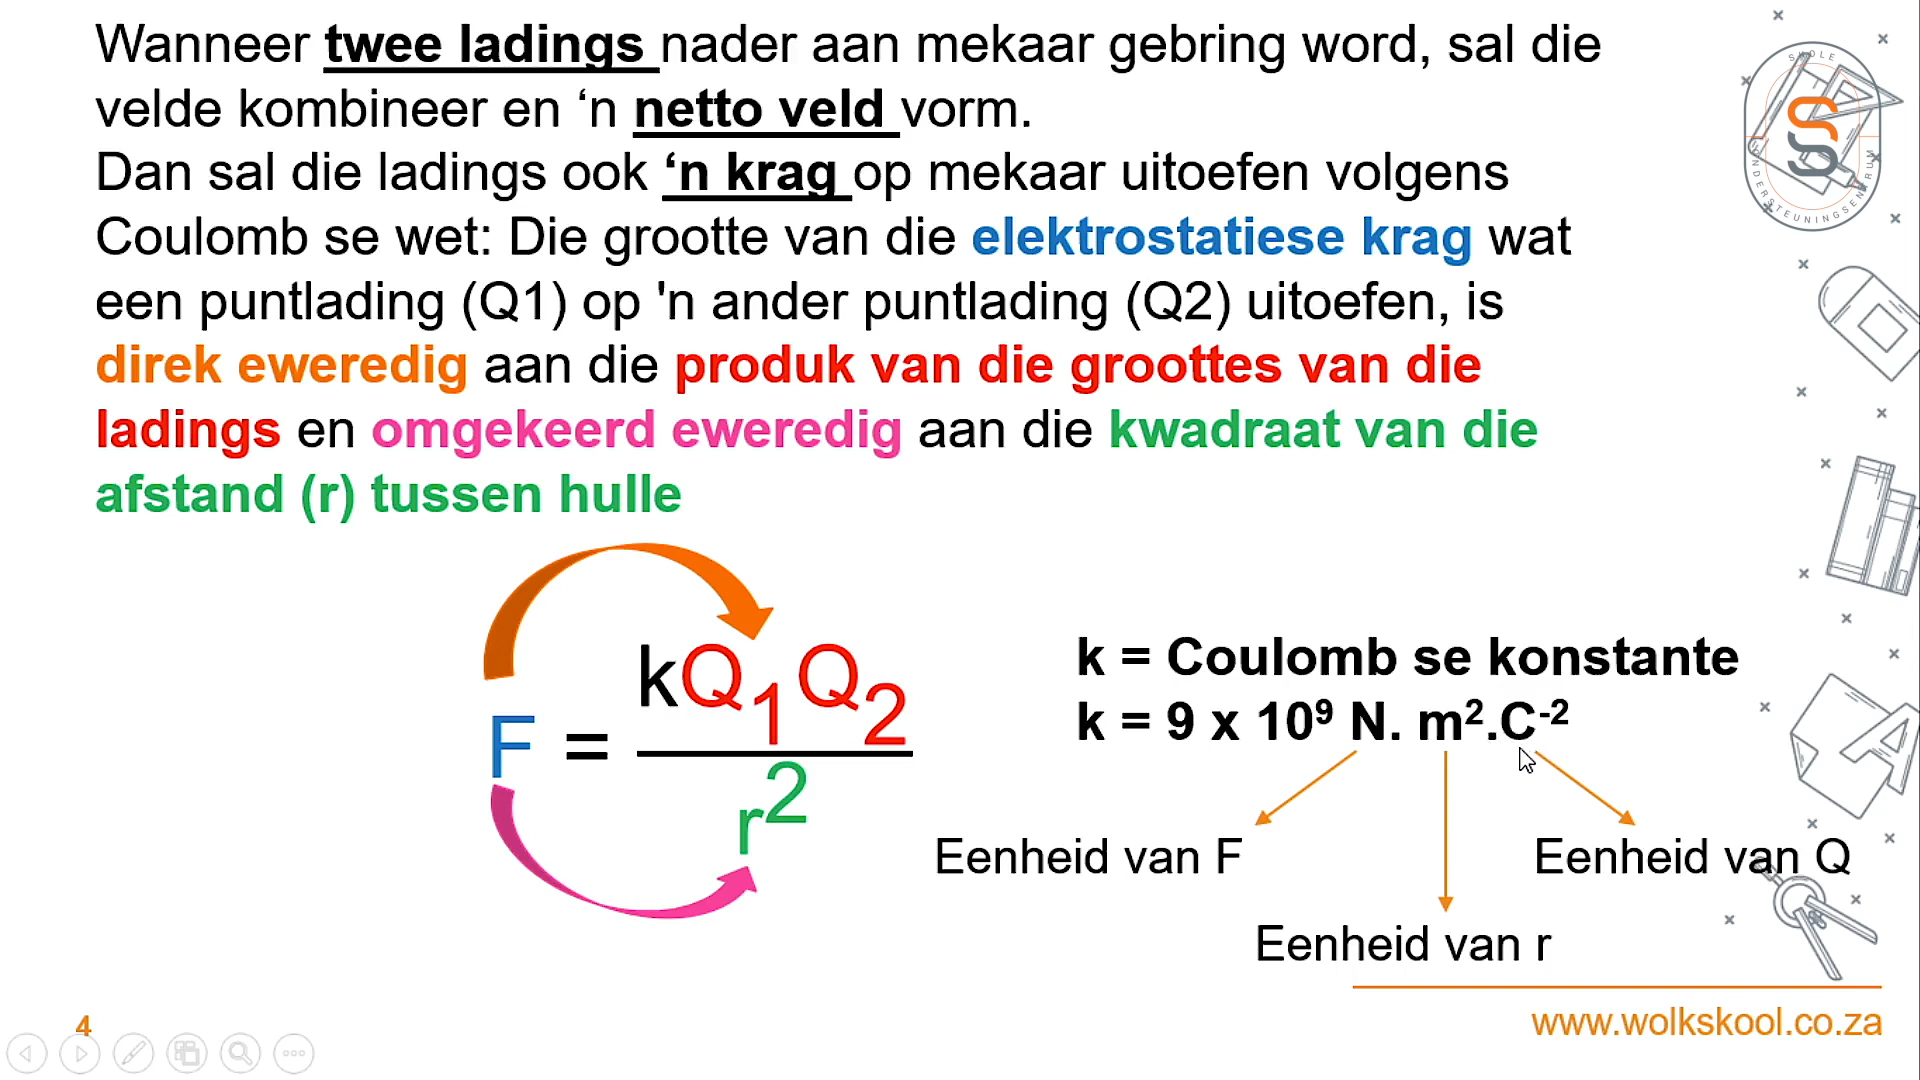 Wanneer twee ladings nader aan mekaar gebring word, sal die
velde kombineer en ‘n netto veld vorm.
Dan sal die ladings ook ‘n krag op mekaar uitoefen volgens
Coulomb se wet: Die grootte van die elektrostatiese krag wat
een puntlading (Q1) op 'n ander puntlading (Q2) uitoefen, is
direk eweredig aan die produk van die groottes van die
ladings en omgekeerd eweredig aan die kwadraat van die
afstand (r) tussen hulle
F = kQ₁Q₂ / r²
k = Coulomb se konstante
k = 9 x 10⁹ N. m².C⁻²
Eenheid van F
Eenheid van Q
Eenheid van r
4
www.wolkskool.co.za
SKOLE
ONDERSTEUNINGSENTRUM